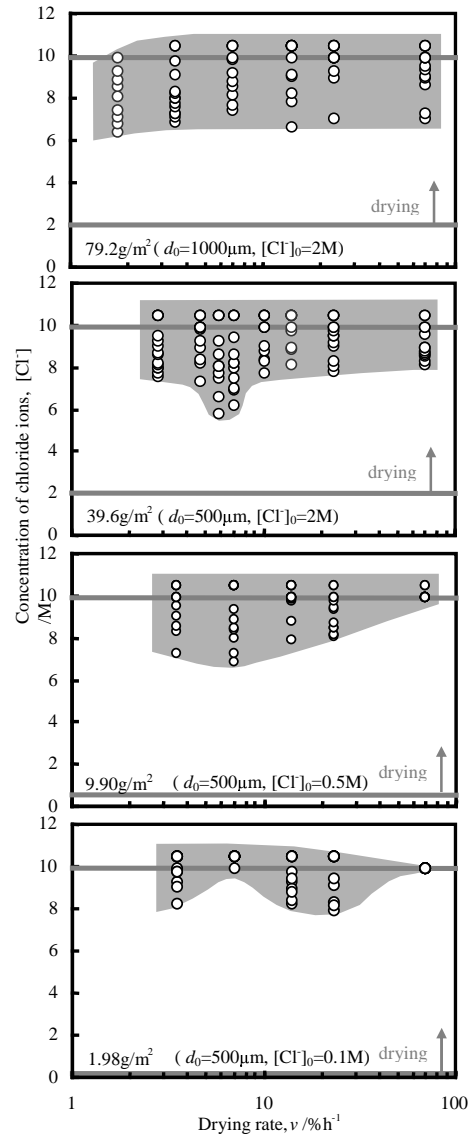 12
10
8
6
4
2
0
drying
79.2g/m² ( d₀=1000μm, [Cl⁻]₀=2M)
12
10
8
6
4
2
0
drying
39.6g/m² ( d₀=500μm, [Cl⁻]₀=2M)
12
10
8
6
4
2
0
drying
9.90g/m² ( d₀=500μm, [Cl⁻]₀=0.5M)
12
10
8
6
4
2
0
drying
1.98g/m² ( d₀=500μm, [Cl⁻]₀=0.1M)
1
10
100
Drying rate, v /%h⁻¹
Concentration of chloride ions, [Cl⁻]
/M